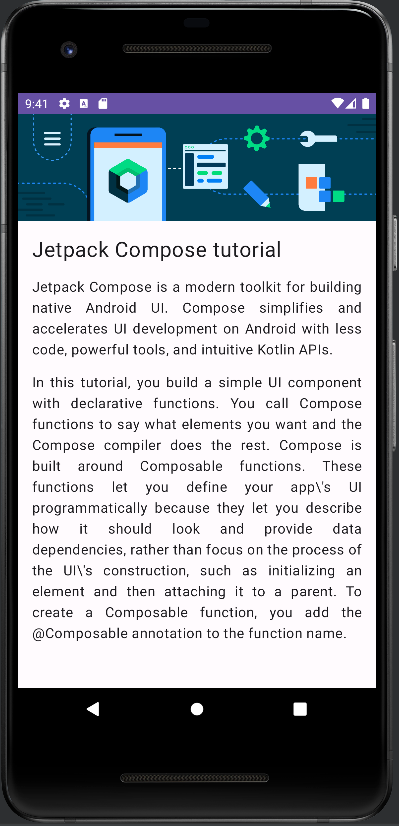 9:41
Jetpack Compose tutorial
Jetpack Compose is a modern toolkit for building
native Android UI. Compose simplifies and
accelerates UI development on Android with less
code, powerful tools, and intuitive Kotlin APIs.
In this tutorial, you build a simple UI component
with declarative functions. You call Compose
functions to say what elements you want and the
Compose compiler does the rest. Compose is
built around Composable functions. These
functions let you define your app\'s UI
programmatically because they let you describe
how it should look and provide data
dependencies, rather than focus on the process of
the UI\'s construction, such as initializing an
element and then attaching it to a parent. To
create a Composable function, you add the
@Composable annotation to the function name.